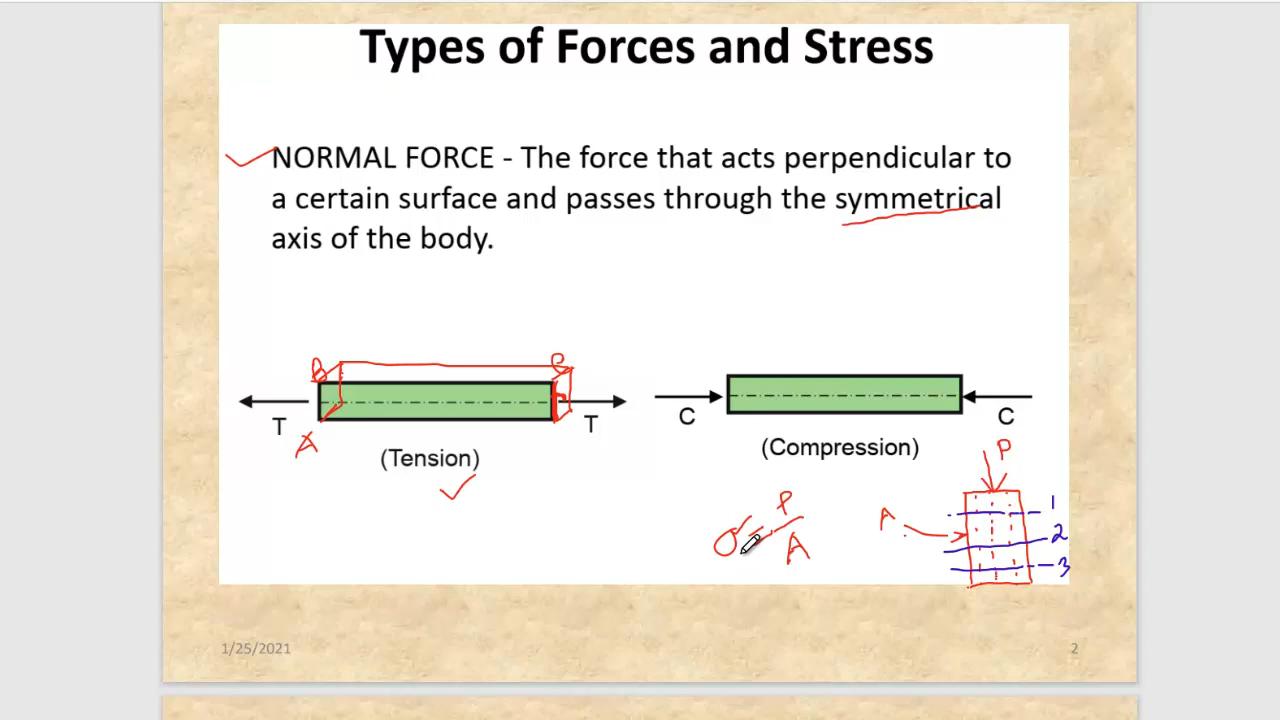 Types of Forces and Stress
NORMAL FORCE - The force that acts perpendicular to
a certain surface and passes through the symmetrical
axis of the body.
B
T
A
T
(Tension)
C
C
(Compression)
P
σ = P
A
A
1
2
3
1/25/2021
2